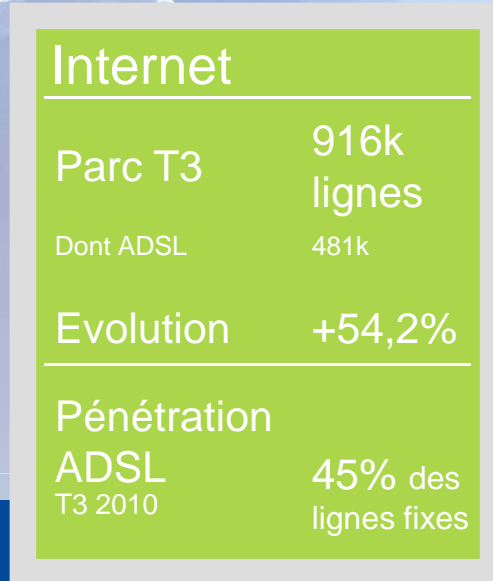 Internet
Parc T3
916k
lignes
Dont ADSL
481k
Evolution
+54,2%
Pénétration
ADSL
T3 2010
45% des
lignes fixes